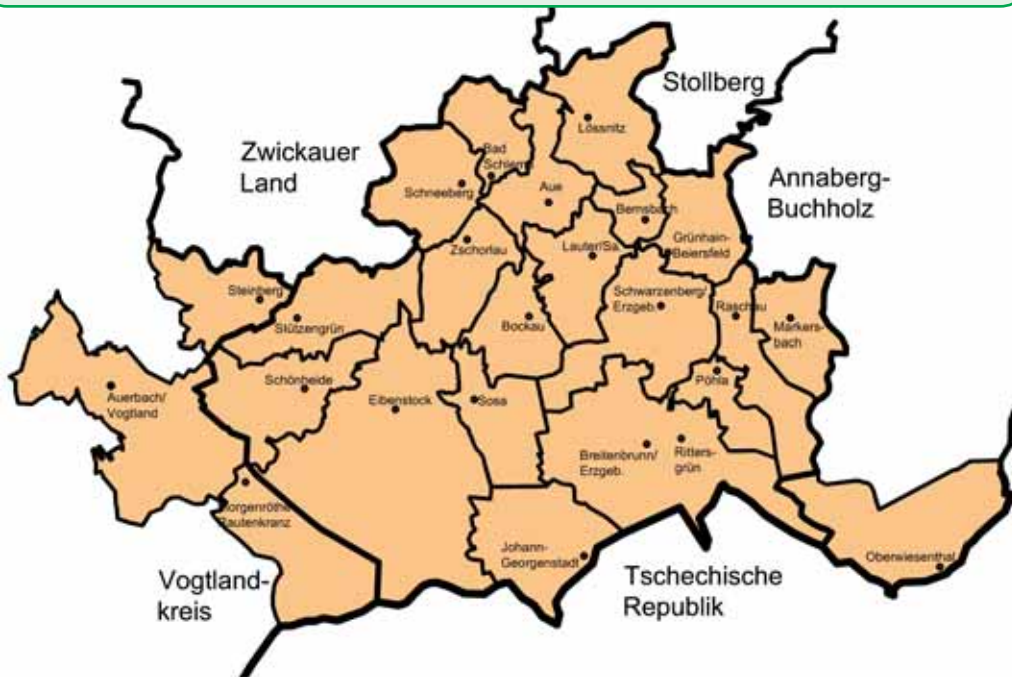 Stollberg
Zwickauer
Land
Annaberg-
Buchholz
Lössnitz
Bad
Schlema
Schneeberg
Aue
Bernsbach
Zschorlau
Lauter/Sa.
Grünhain-
Beiersfeld
Steinberg
Stützengrün
Bockau
Schwarzenberg/
Erzgeb.
Raschau
Markers-
bach
Auerbach/
Vogtland
Schönheide
Eibenstock
Sosa
Pöhla
Breitenbrunn/
Erzgeb.
Ritters-
grün
Morgenröthe-
Rautenkranz
Johann-
Georgenstadt
Oberwiesenthal
Vogtland-
kreis
Tschechische
Republik